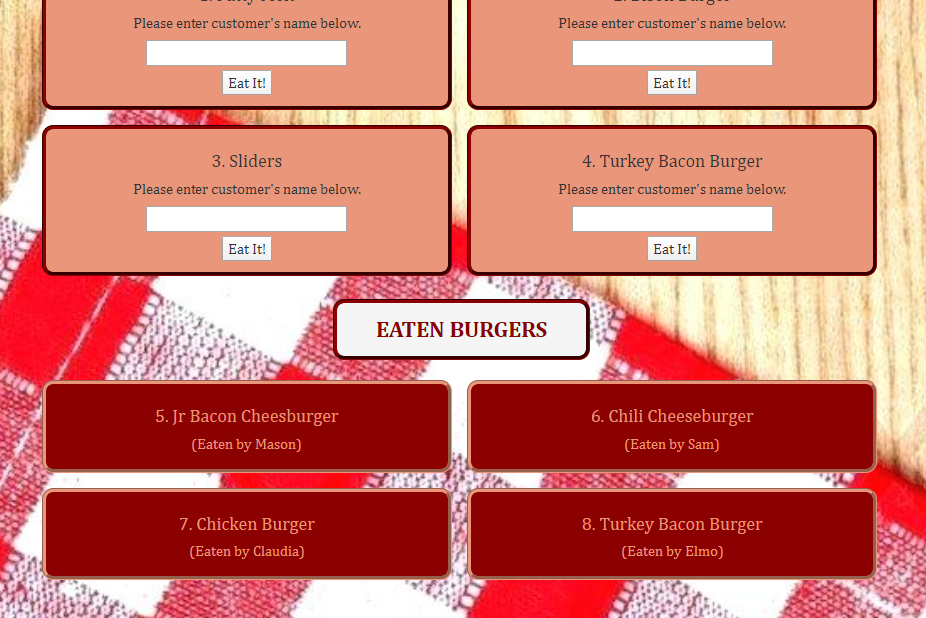 Please enter customer's name below.
Eat It!
Please enter customer's name below.
Eat It!
3. Sliders
Please enter customer's name below.
Eat It!
4. Turkey Bacon Burger
Please enter customer's name below.
Eat It!
EATEN BURGERS
5. Jr Bacon Cheesburger
(Eaten by Mason)
6. Chili Cheeseburger
(Eaten by Sam)
7. Chicken Burger
(Eaten by Claudia)
8. Turkey Bacon Burger
(Eaten by Elmo)